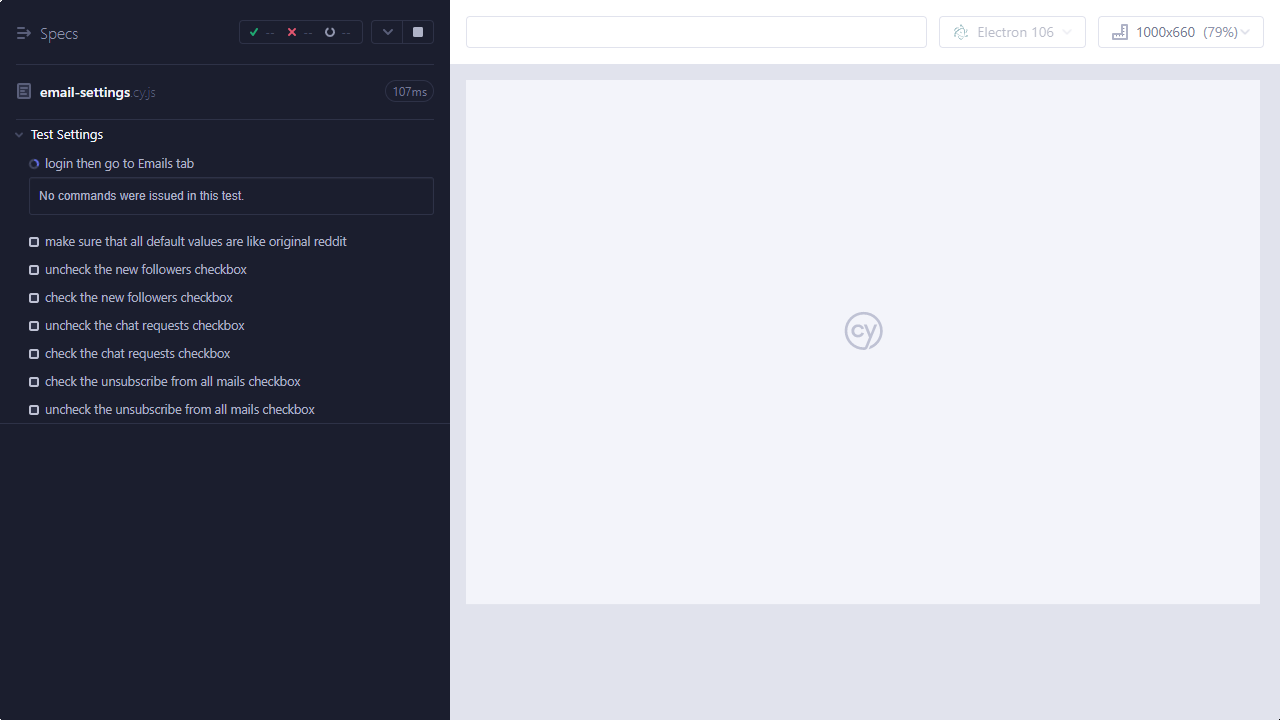 Specs
-- -- --
email-settings.cy.js
107ms
Test Settings
login then go to Emails tab
No commands were issued in this test.
make sure that all default values are like original reddit
uncheck the new followers checkbox
check the new followers checkbox
uncheck the chat requests checkbox
check the chat requests checkbox
check the unsubscribe from all mails checkbox
uncheck the unsubscribe from all mails checkbox
Electron 106
1000x660 (79%)
cy